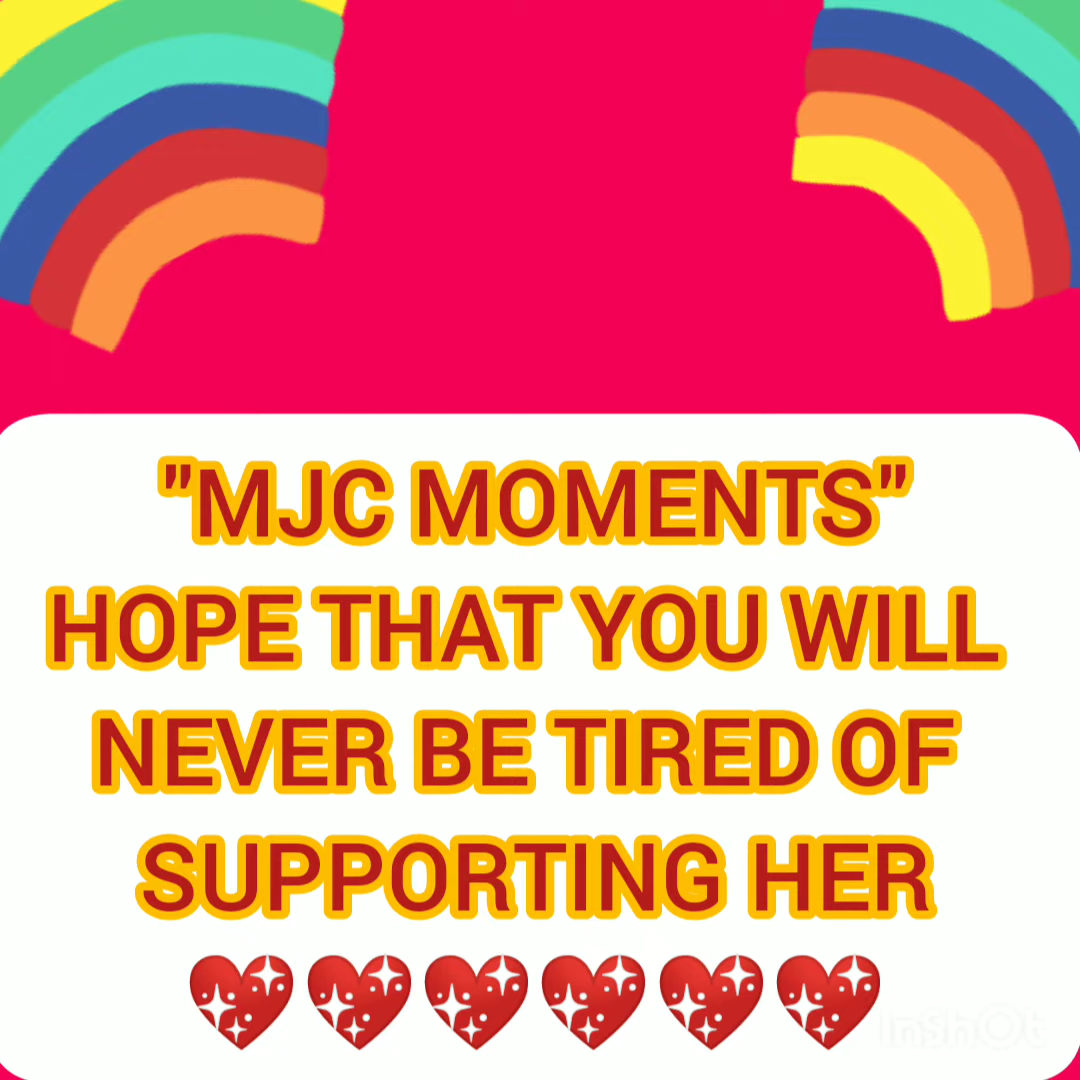 "MJC MOMENTS"
HOPE THAT YOU WILL
NEVER BE TIRED OF
SUPPORTING HER
InShOt